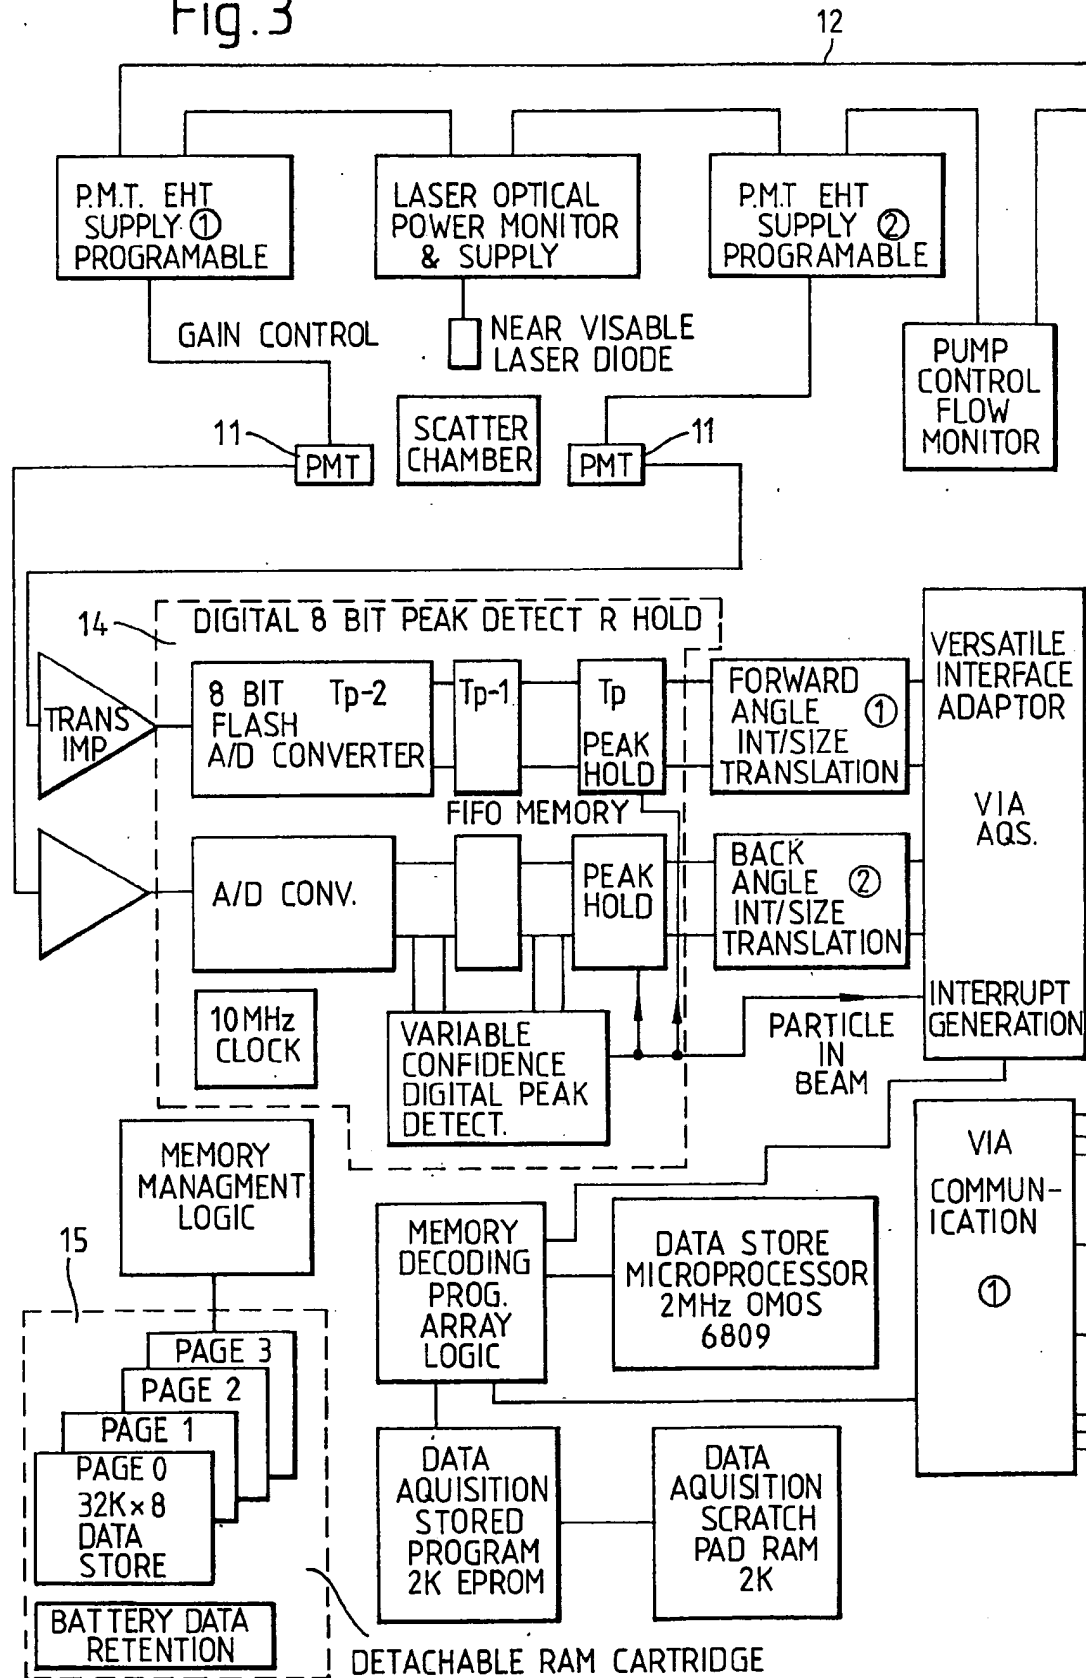 Fig.3
12
P.M.T. EHT
SUPPLY ①
PROGRAMABLE
LASER OPTICAL
POWER MONITOR
& SUPPLY
P.M.T EHT
SUPPLY ②
PROGRAMABLE
GAIN CONTROL
NEAR VISABLE
LASER DIODE
PUMP
CONTROL
FLOW
MONITOR
11
PMT
SCATTER
CHAMBER
11
PMT
14
DIGITAL 8 BIT PEAK DETECT R HOLD
TRANS
IMP
8 BIT Tp-2
FLASH
A/D CONVERTER
Tp-1
Tp
PEAK
HOLD
FORWARD
ANGLE ①
INT/SIZE
TRANSLATION
VERSATILE
INTERFACE
ADAPTOR
VIA
AQS.
INTERRUPT
GENERATION
FIFO MEMORY
A/D CONV.
PEAK
HOLD
BACK
ANGLE ②
INT/SIZE
TRANSLATION
10MHz
CLOCK
VARIABLE
CONFIDENCE
DIGITAL PEAK
DETECT.
PARTICLE
IN
BEAM
MEMORY
MANAGMENT
LOGIC
VIA
COMMUN-
ICATION
①
15
MEMORY
DECODING
PROG.
ARRAY
LOGIC
DATA STORE
MICROPROCESSOR
2MHz OMOS
6809
PAGE 3
PAGE 2
PAGE 1
PAGE 0
32K×8
DATA
STORE
DATA
AQUISITION
STORED
PROGRAM
2K EPROM
DATA
AQUISITION
SCRATCH
PAD RAM
2K
BATTERY DATA
RETENTION
DETACHABLE RAM CARTRIDGE